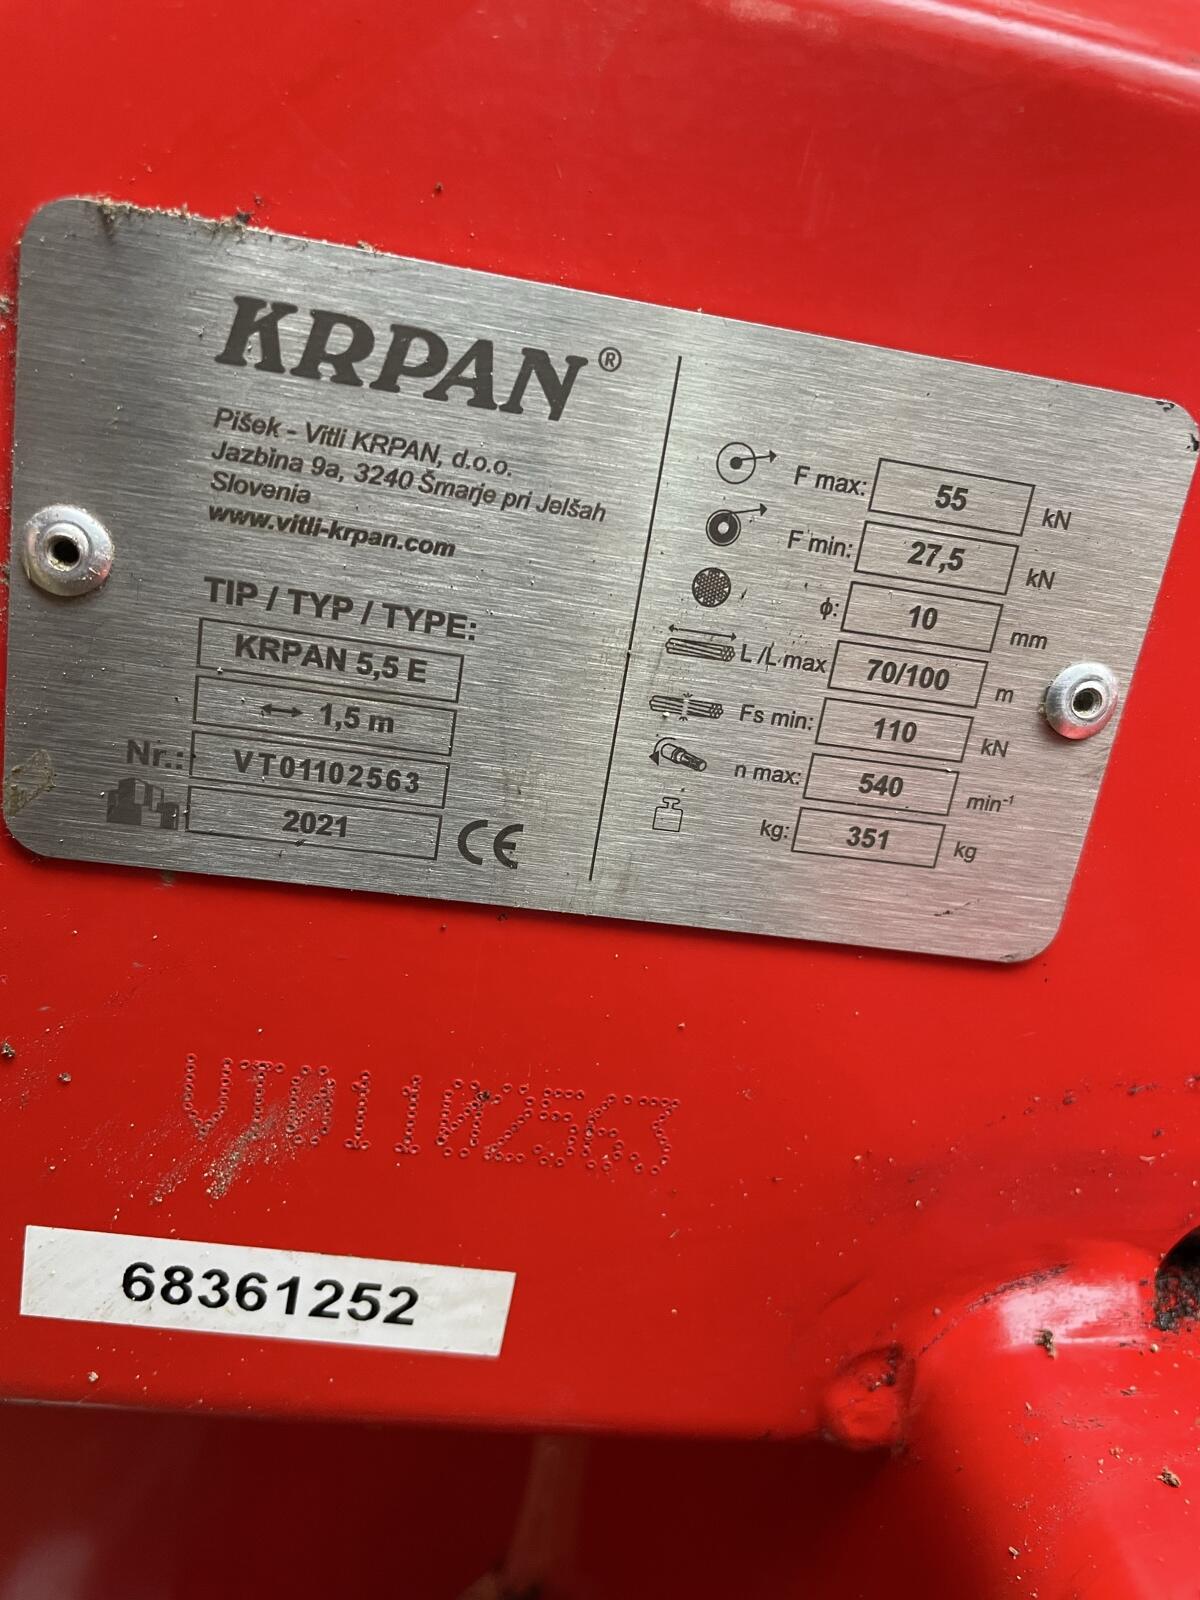 KRPAN®
Pišek - Vitli KRPAN, d.o.o.
Jazbina 9a, 3240 Šmarje pri Jelšah
Slovenia
www.vitli-krpan.com
TIP / TYP / TYPE:
KRPAN 5,5 E
↔ 1,5 m
Nr.: VT01102563
2021 CE
F max: 55 kN
F min: 27,5 kN
ϕ: 10 mm
L /L max 70/100 m
Fs min: 110 kN
n max: 540 min⁻¹
kg: 351 kg
VT01102563
68361252